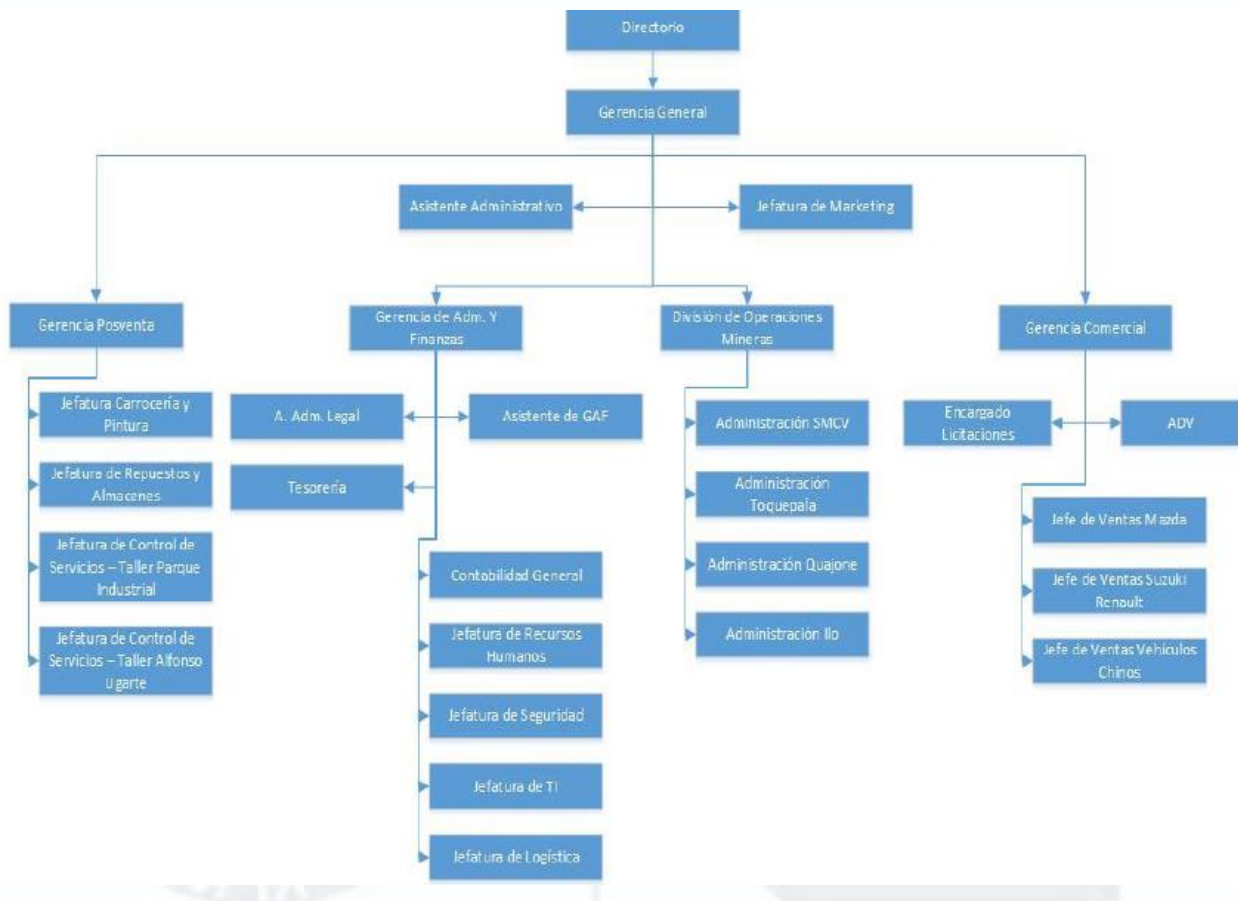 Directorio
Gerencia General
Asistente Administrativo
Jefatura de Marketing
Gerencia Posventa
Gerencia de Adm. Y
Finanzas
División de Operaciones
Mineras
Gerencia Comercial
Jefatura Carrocería y
Pintura
Jefatura de Repuestos y
Almacenes
Jefatura de Control de
Servicios – Taller Parque
Industrial
Jefatura de Control de
Servicios – Taller Alfonso
Ugarte
A. Adm. Legal
Asistente de GAF
Tesorería
Contabilidad General
Jefatura de Recursos
Humanos
Jefatura de Seguridad
Jefatura de TI
Jefatura de Logística
Administración SMCV
Administración
Toquepala
Administración Quajone
Administración Ilo
Encargado
Licitaciones
ADV
Jefe de Ventas Mazda
Jefe de Ventas Suzuki
Renault
Jefe de Ventas Vehículos
Chinos